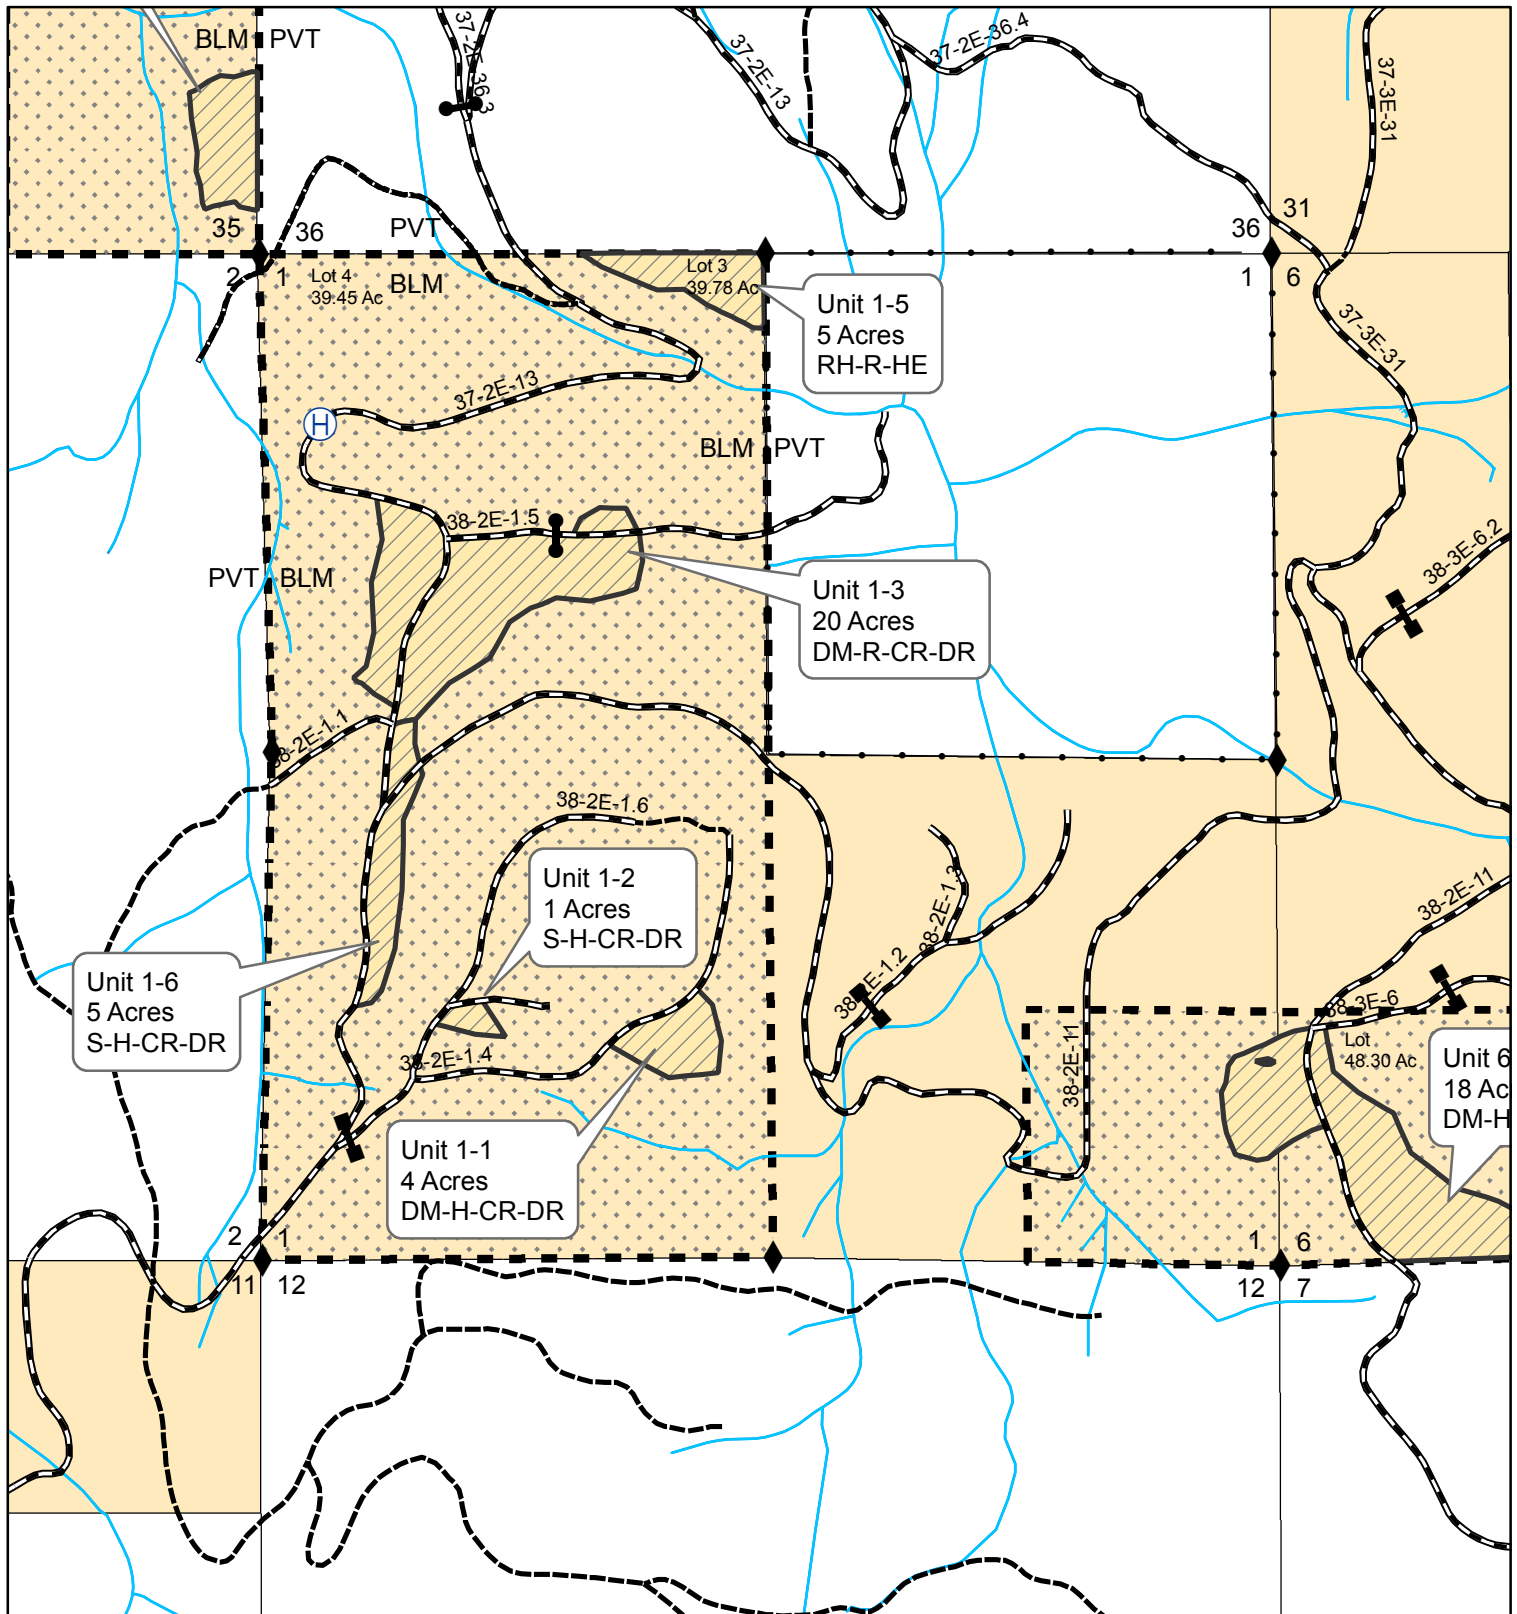 BLM PVT
37-2E-36.3
37-2E-13
37-2E-36.4
37-3E-31
35 36
PVT
36 31
2 1
Lot 4
39.45 Ac
BLM
Lot 3
39.78 Ac
1 6
Unit 1-5
5 Acres
RH-R-HE
37-3E-31
37-2E-13
H
BLM PVT
38-2E-1.5
38-3E-6.2
PVT BLM
Unit 1-3
20 Acres
DM-R-CR-DR
38-2E-1.1
38-2E-1.6
Unit 1-2
1 Acres
S-H-CR-DR
38-2E-1.3
38-2E-11
Unit 1-6
5 Acres
S-H-CR-DR
38-2E-1.2
38-3E-6
38-2E-11
Lot
48.30 Ac
38-2E-1.4
Unit 6
18 Ac
DM-H
Unit 1-1
4 Acres
DM-H-CR-DR
2 1
11 12
1 6
12 7